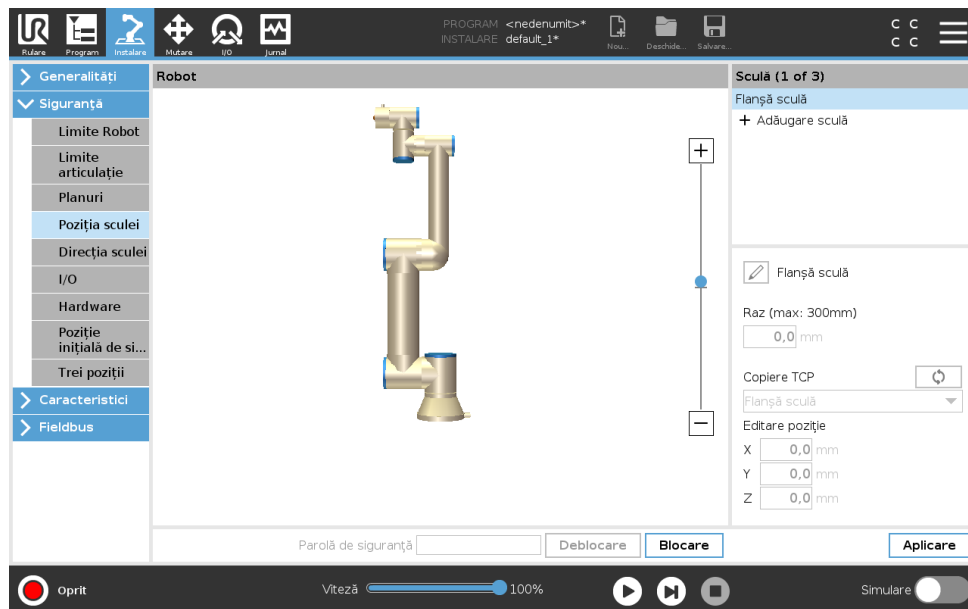 PROGRAM <nedenumit>*
INSTALARE default_1*
Rulare
Program
Instalare
Mutare
I/O
Jurnal
Nou...
Deschide...
Salvare...
C C
C C
Generalități
Siguranță
Limite Robot
Limite
articulație
Planuri
Poziția sculei
Direcția sculei
I/O
Hardware
Poziție
inițială de si...
Trei poziții
Caracteristici
Fieldbus
Robot
Sculă (1 of 3)
Flanșă sculă
+ Adăugare sculă
Flanșă sculă
Raz (max: 300mm)
0,0 mm
Copiere TCP
Flanșă sculă
Editare poziție
X 0,0 mm
Y 0,0 mm
Z 0,0 mm
Parolă de siguranță
Deblocare
Blocare
Aplicare
Oprit
Viteză
100%
Simulare